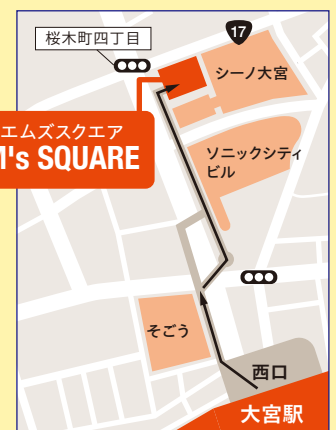 桜木町四丁目
17
シーノ大宮
エムズスクエア
M's SQUARE
ソニックシティ
ビル
そごう
西口
大宮駅